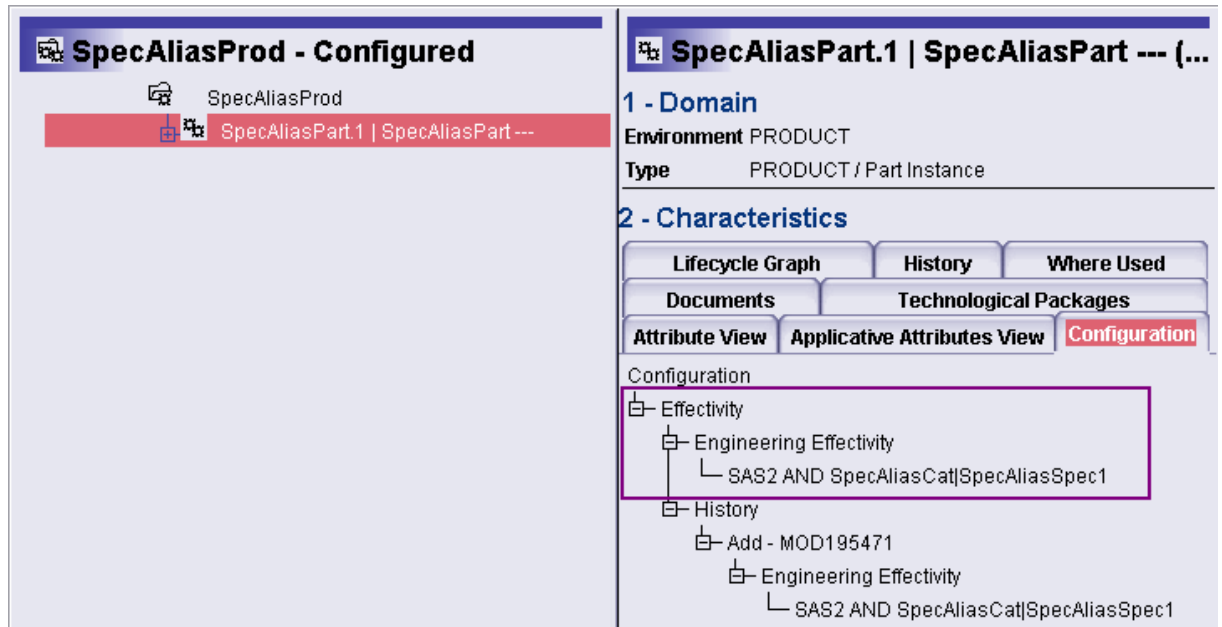 SpecAliasProd - Configured
SpecAliasProd
SpecAliasPart.1 | SpecAliasPart ---
SpecAliasPart.1 | SpecAliasPart --- (...
1 - Domain
Environment PRODUCT
Type PRODUCT / Part Instance
2 - Characteristics
Lifecycle Graph History Where Used
Documents Technological Packages
Attribute View Applicative Attributes View Configuration
Configuration
Effectivity
Engineering Effectivity
SAS2 AND SpecAliasCat|SpecAliasSpec1
History
Add - MOD195471
Engineering Effectivity
SAS2 AND SpecAliasCat|SpecAliasSpec1